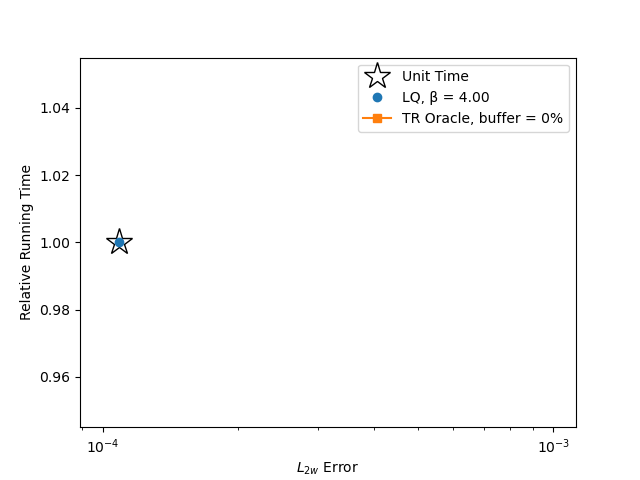 Unit Time
LQ, β = 4.00
TR Oracle, buffer = 0%
1.04
1.02
1.00
0.98
0.96
Relative Running Time
10⁻⁴
10⁻³
L₂w Error